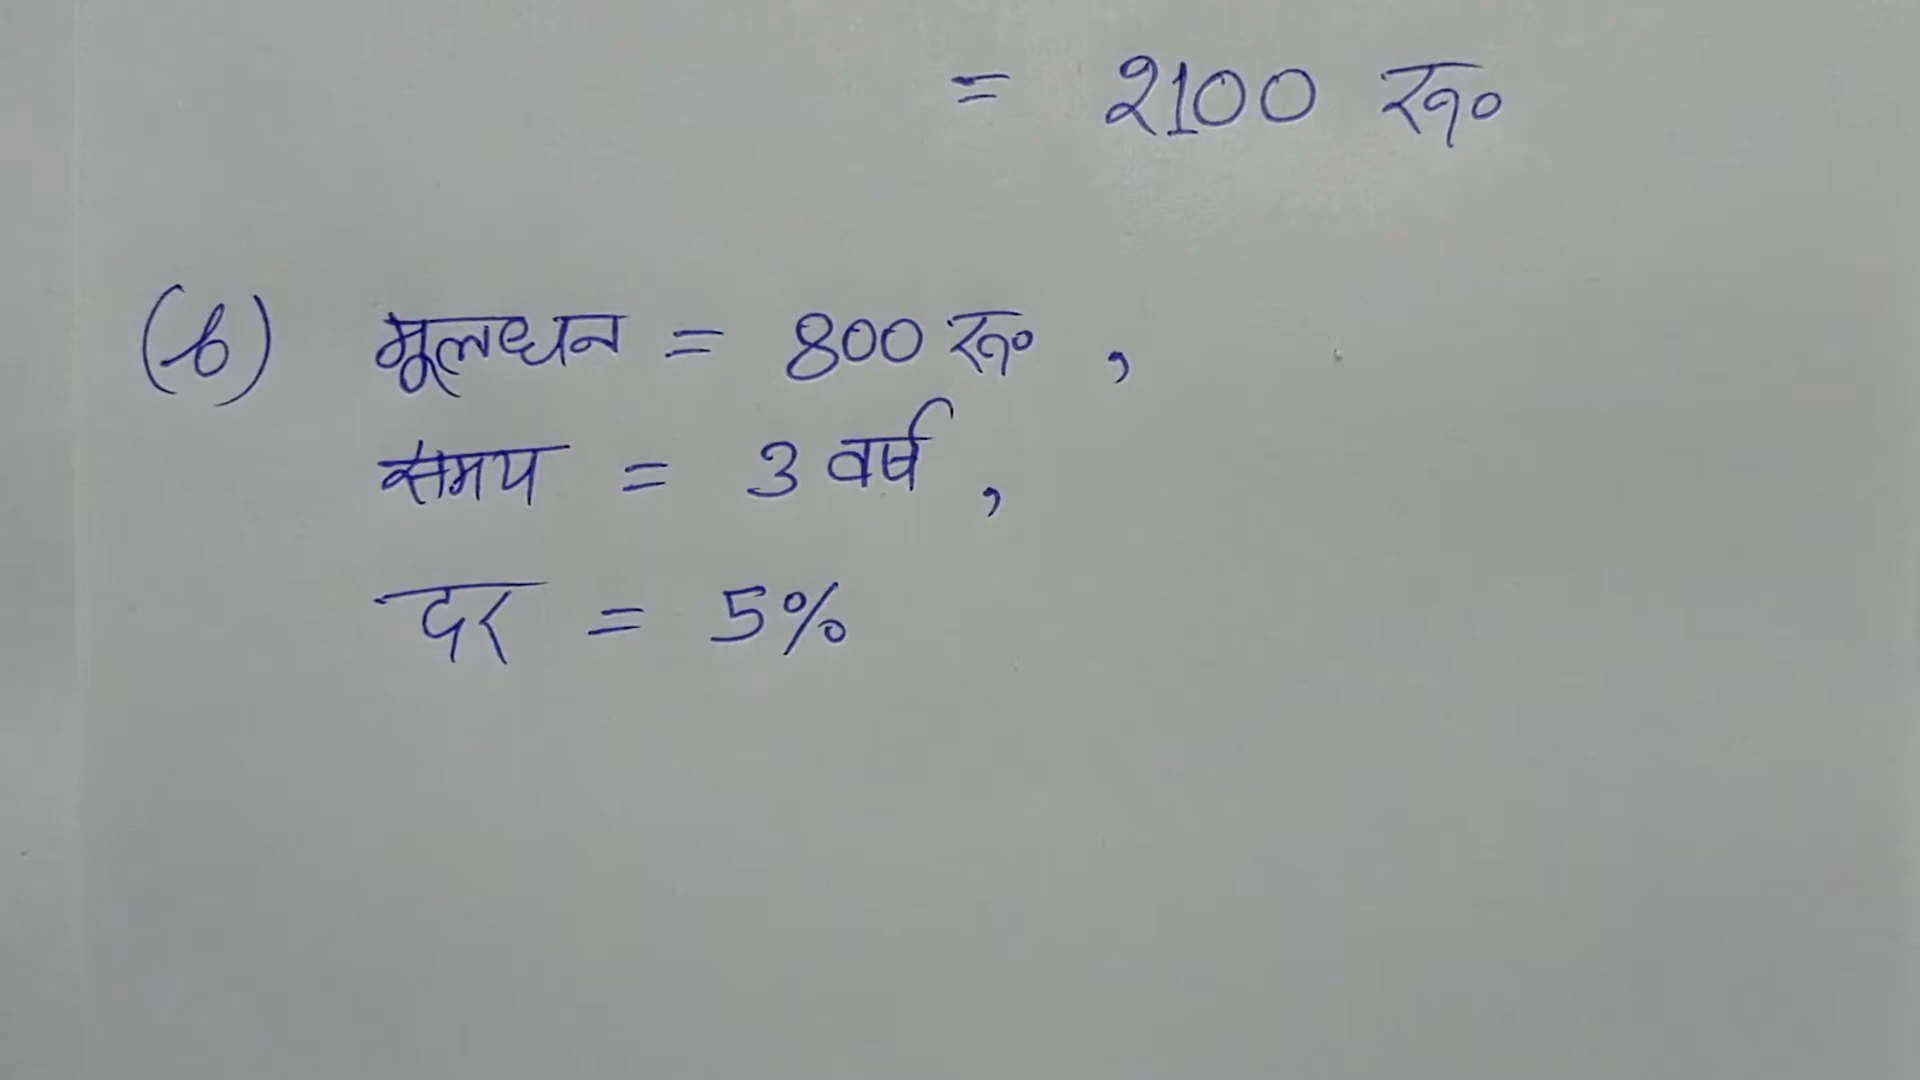 = 2100 रू०
(b) मूलधन = 800 रू० ,
समय = 3 वर्ष ,
दर = 5%